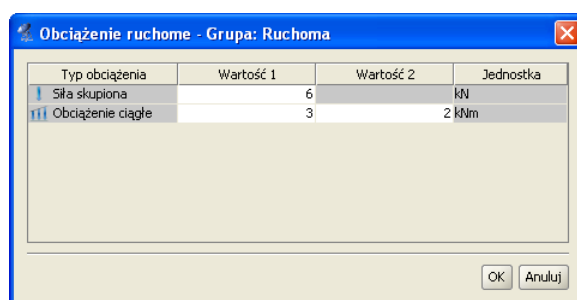 Obciążenie ruchome - Grupa: Ruchoma
Typ obciążenia Wartość 1 Wartość 2 Jednostka
Siła skupiona 6 kN
Obciążenie ciągłe 3 2 kNm
OK Anuluj